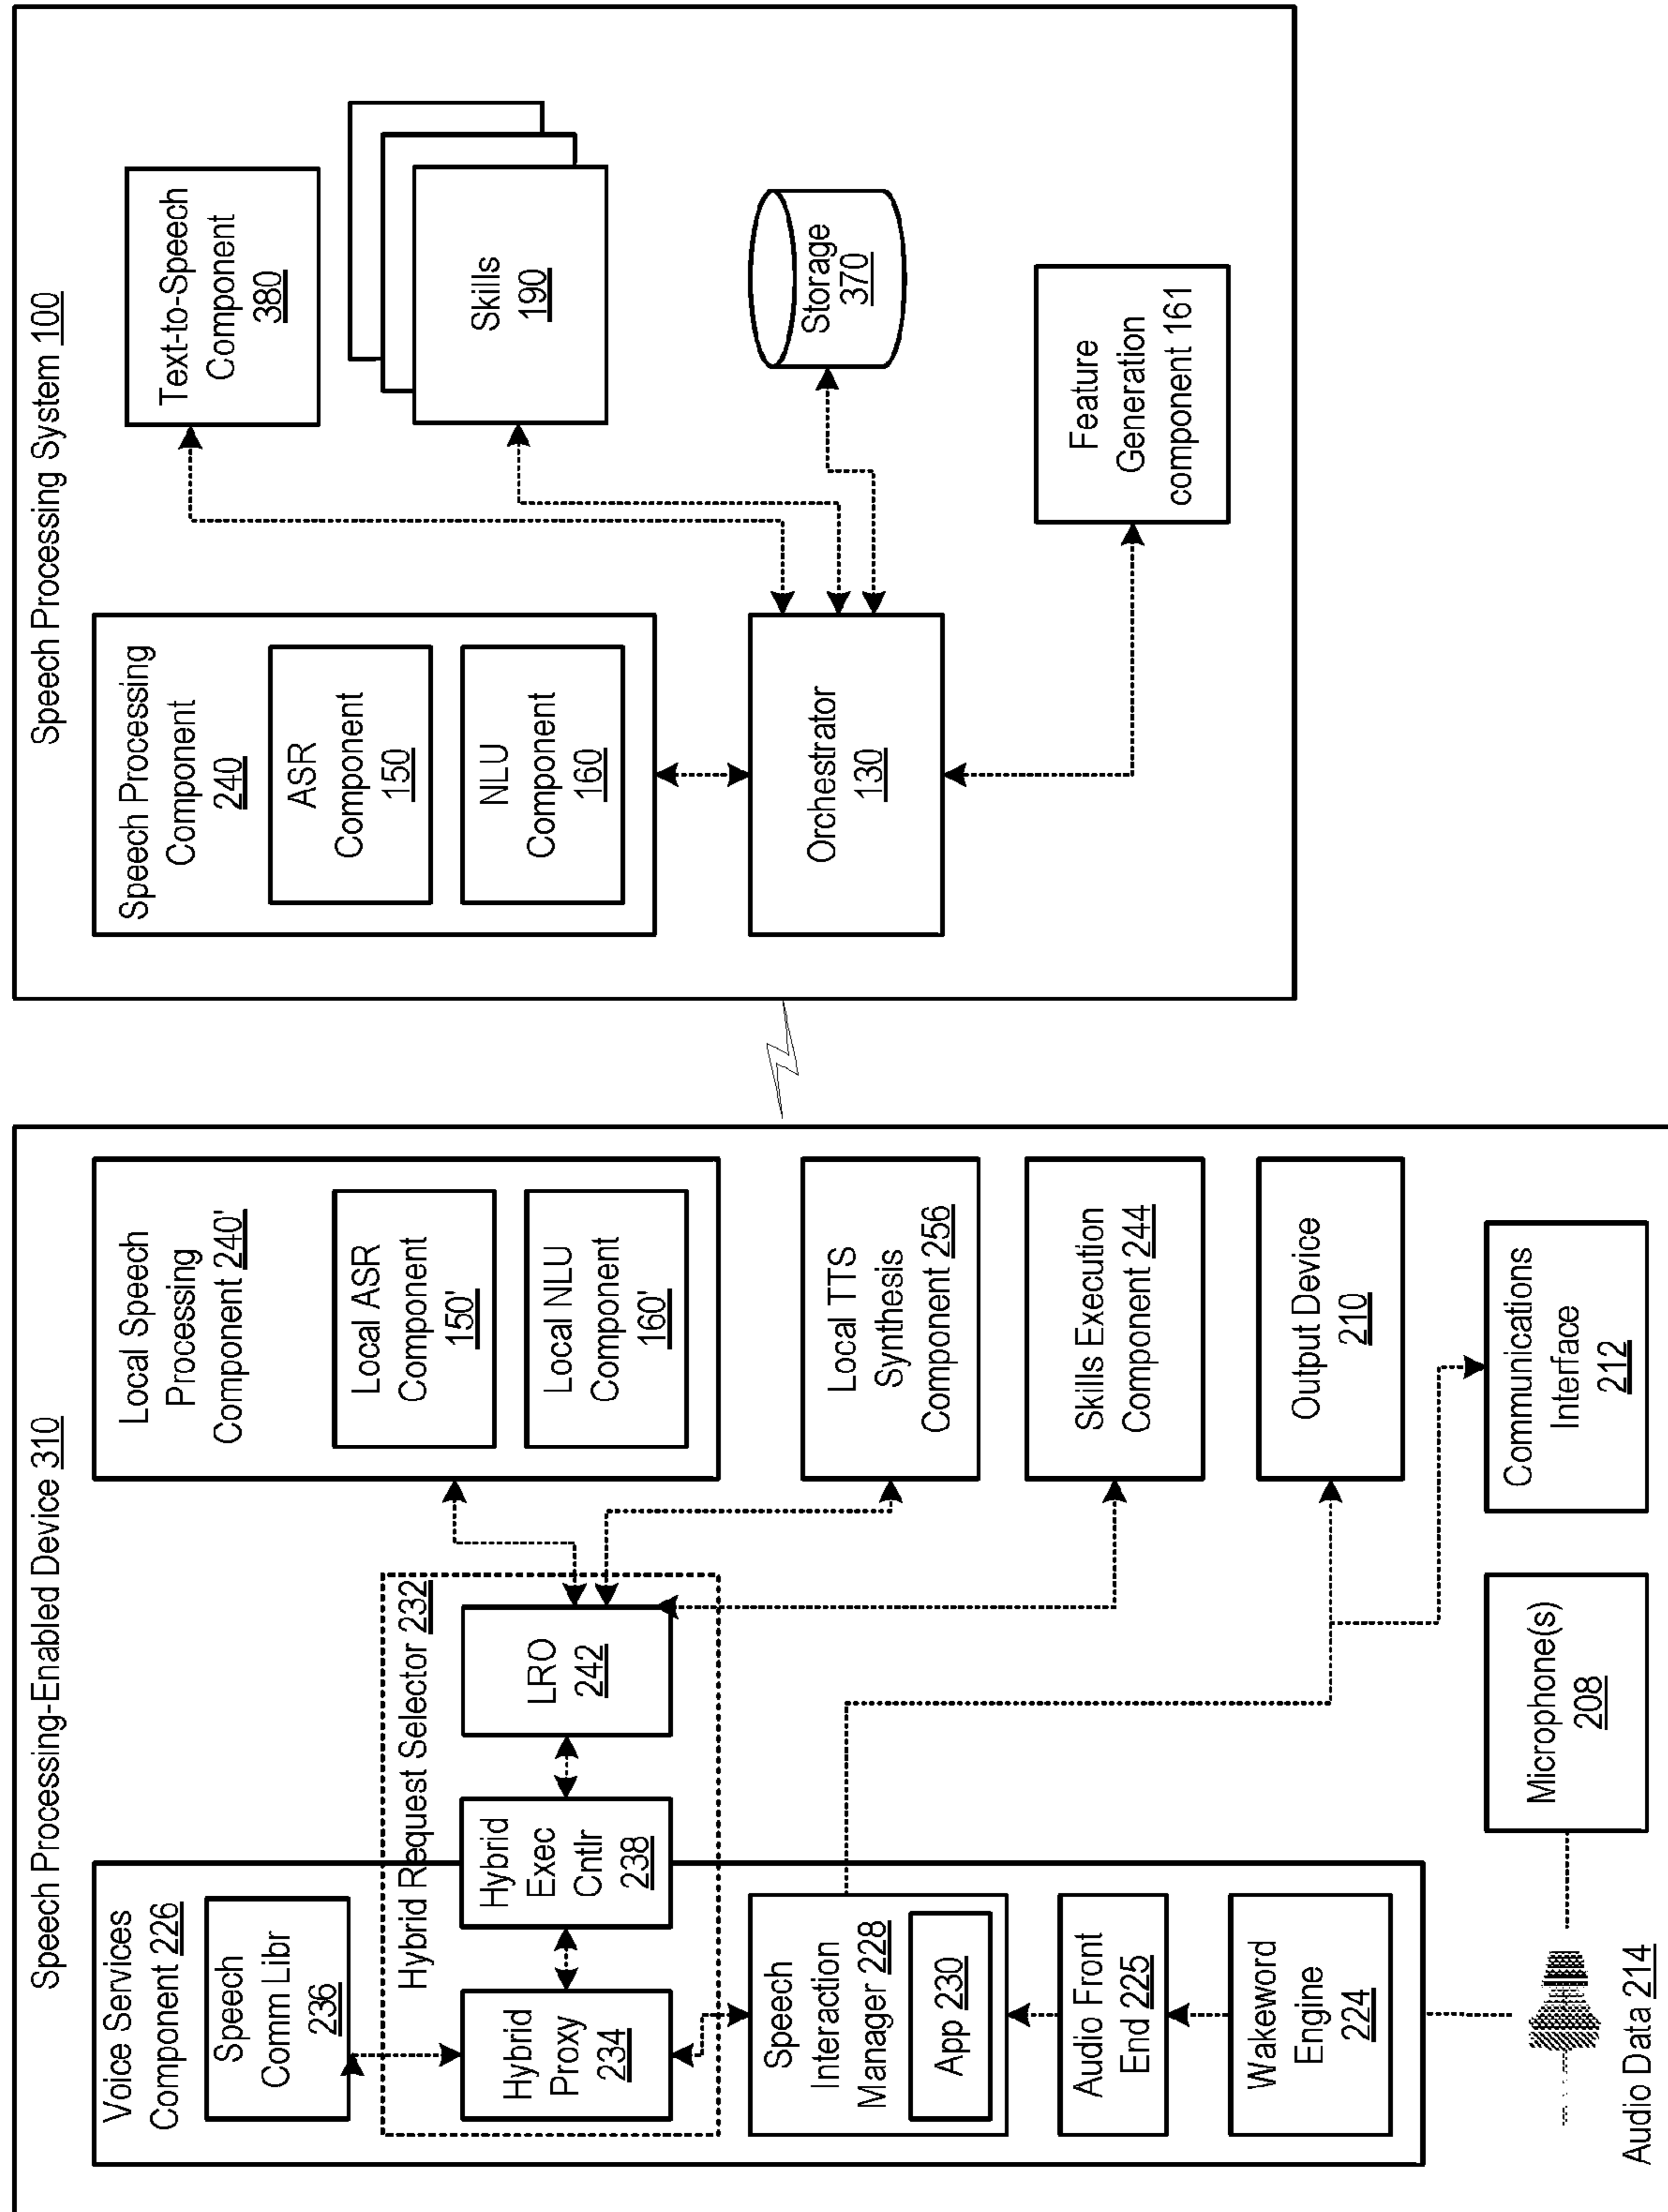 Speech Processing-Enabled Device 310
Voice Services
Component 226
Speech
Comm Libr
236
Hybrid Request Selector 232
Hybrid
Proxy
234
Hybrid
Exec
Cntlr
238
LRO
242
Speech
Interaction
Manager 228
App 230
Audio Front
End 225
Wakeword
Engine
224
Local Speech
Processing
Component 240'
Local ASR
Component
150'
Local NLU
Component
160'
Local TTS
Synthesis
Component 256
Skills Execution
Component 244
Output Device
210
Communications
Interface
212
Microphone(s)
208
Audio Data 214
Speech Processing System 100
Speech Processing
Component
240
ASR
Component
150
NLU
Component
160
Orchestrator
130
Text-to-Speech
Component
380
Skills
190
Storage
370
Feature
Generation
component 161